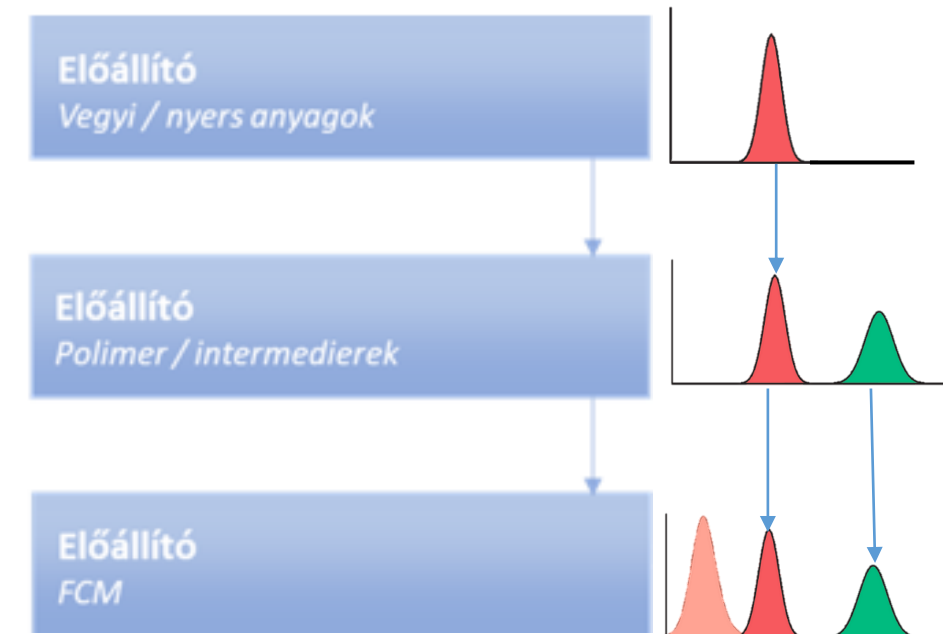 Előállító
Vegyi / nyers anyagok
Előállító
Polimer / intermedierek
Előállító
FCM